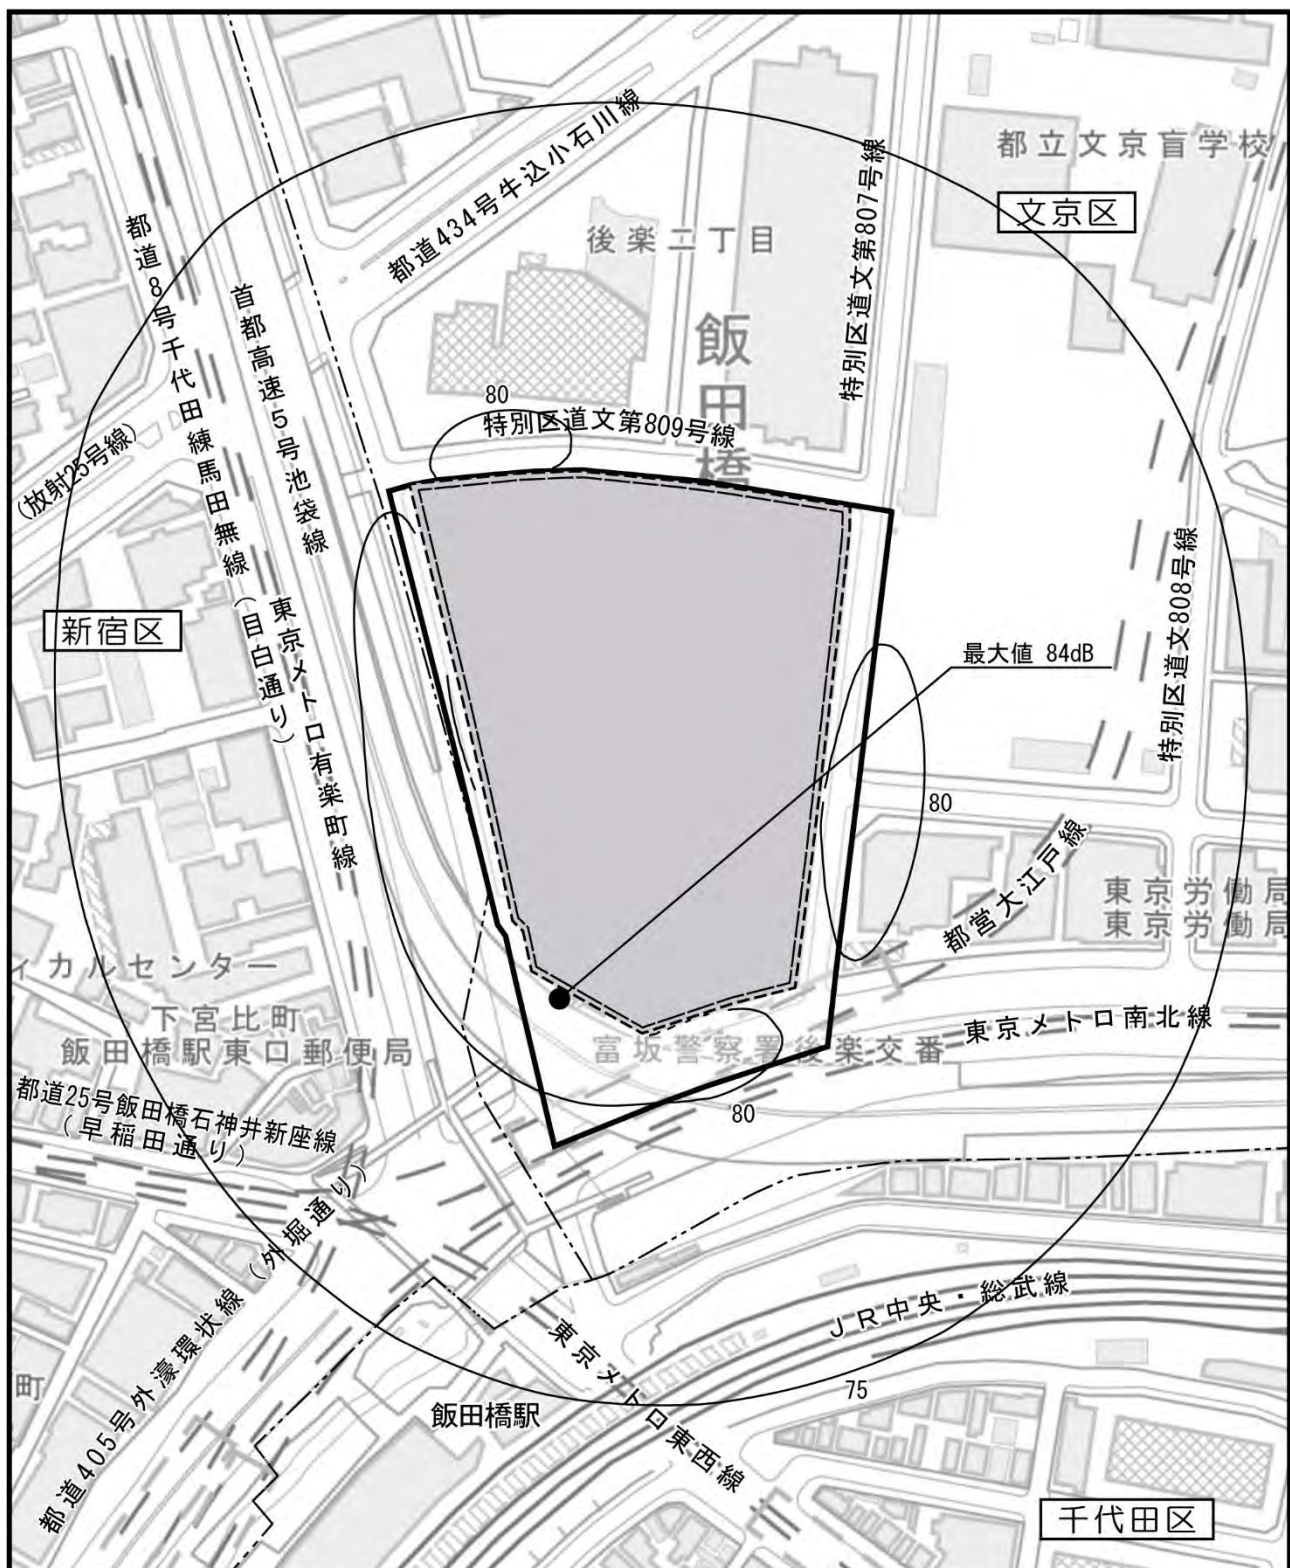 都立文京盲学校
文京区
都道434号牛込小石川線
後楽二丁目
特別区道文第807号線
都道8号千代田練馬田無線(目白通り)
首都高速5号池袋線
飯田橋
80
特別区道文第809号線
(放射25号線)
特別区道文808号線
新宿区
東京メトロ有楽町線
最大値 84dB
80
都営大江戸線
東京労働局
東京労働局
ィカルセンター
下宮比町
飯田橋駅東口郵便局
富坂警察署後楽交番
東京メトロ南北線
80
都道25号飯田橋石神井新座線
(早稲田通り)
都道405号外濠環状線(外堀通り)
JR中央・総武線
東京メトロ東西線
75
町
飯田橋駅
千代田区